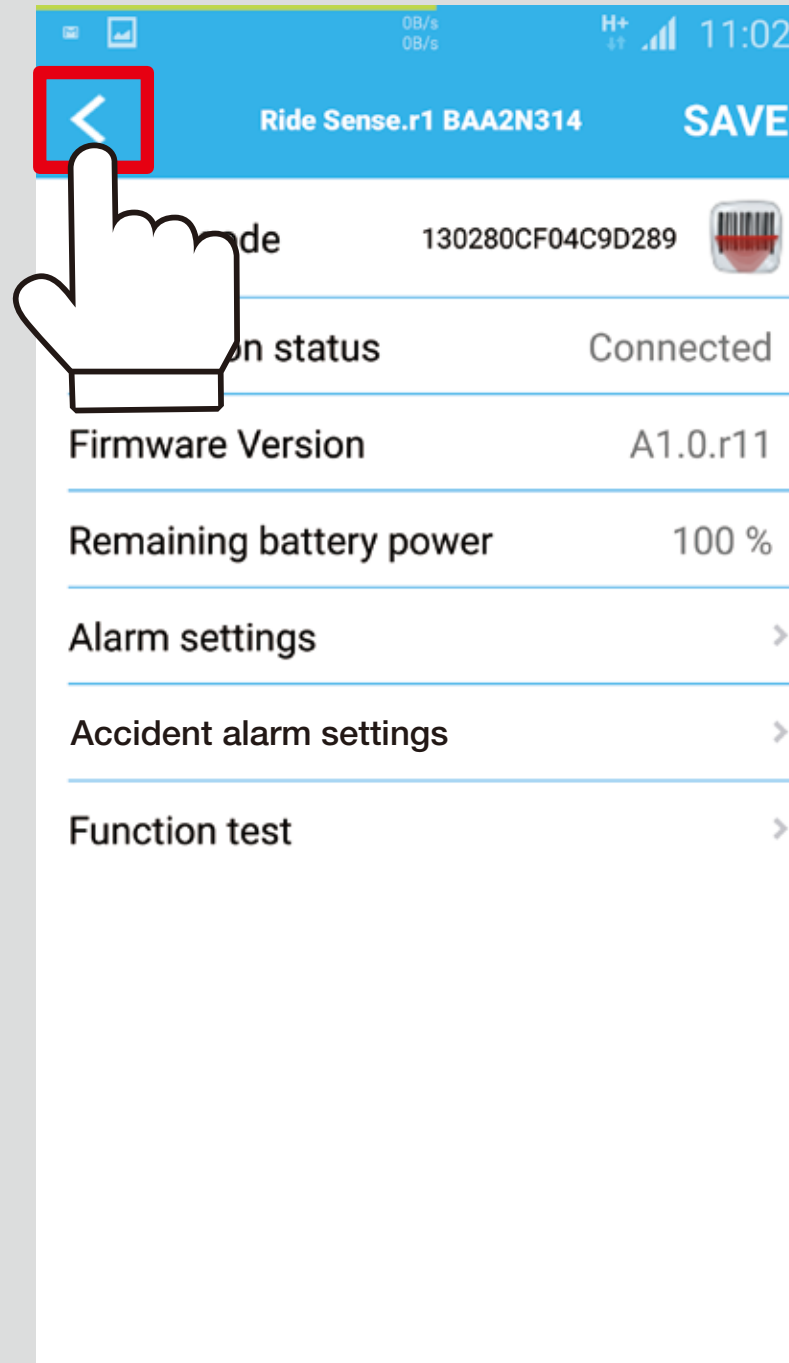 0B/s
0B/s
H+
11:02
Ride Sense.r1 BAA2N314
SAVE
130280CF04C9D289
status
Connected
Firmware Version
A1.0.r11
Remaining battery power
100 %
Alarm settings
Accident alarm settings
Function test